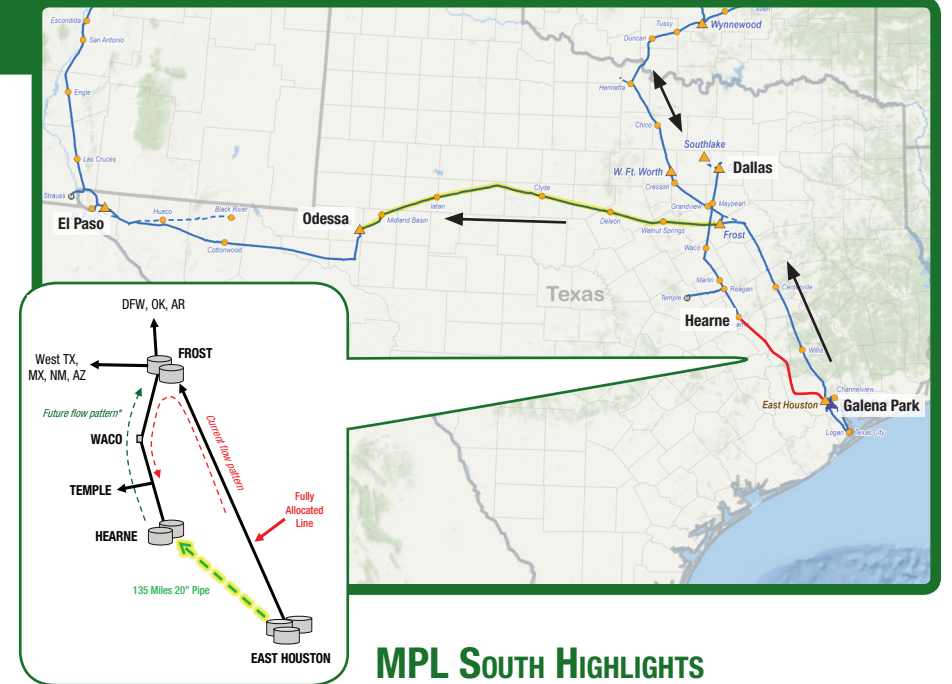 Escondide
San Antonio
Engle
Las Cruces
Strauss
El Paso
Hueco
Black River
Cottonwood
Odessa
Midland Basin
Iatan
Clyde
Deleon
Walnut Springs
Tussy
Wynnewood
Duncan
Henrietta
Chico
Southlake
W. Ft. Worth
Dallas
Cresson
Grandview
Maypearl
Frost
Waco
Marlin
Reagan
Temple
Texas
Hearne
Centerville
Willis
Channelview
East Houston
Galena Park
Logan
Texas City
DFW, OK, AR
FROST
West TX,
MX, NM, AZ
Future flow pattern*
Current flow pattern
WACO
TEMPLE
Fully
Allocated
Line
HEARNE
135 Miles 20" Pipe
EAST HOUSTON
MPL South Highlights